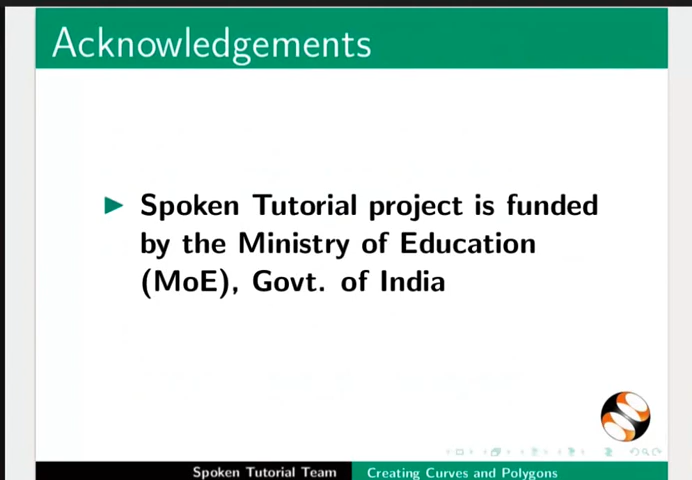 Acknowledgements
Spoken Tutorial project is funded
by the Ministry of Education
(MoE), Govt. of India
Spoken Tutorial Team Creating Curves and Polygons